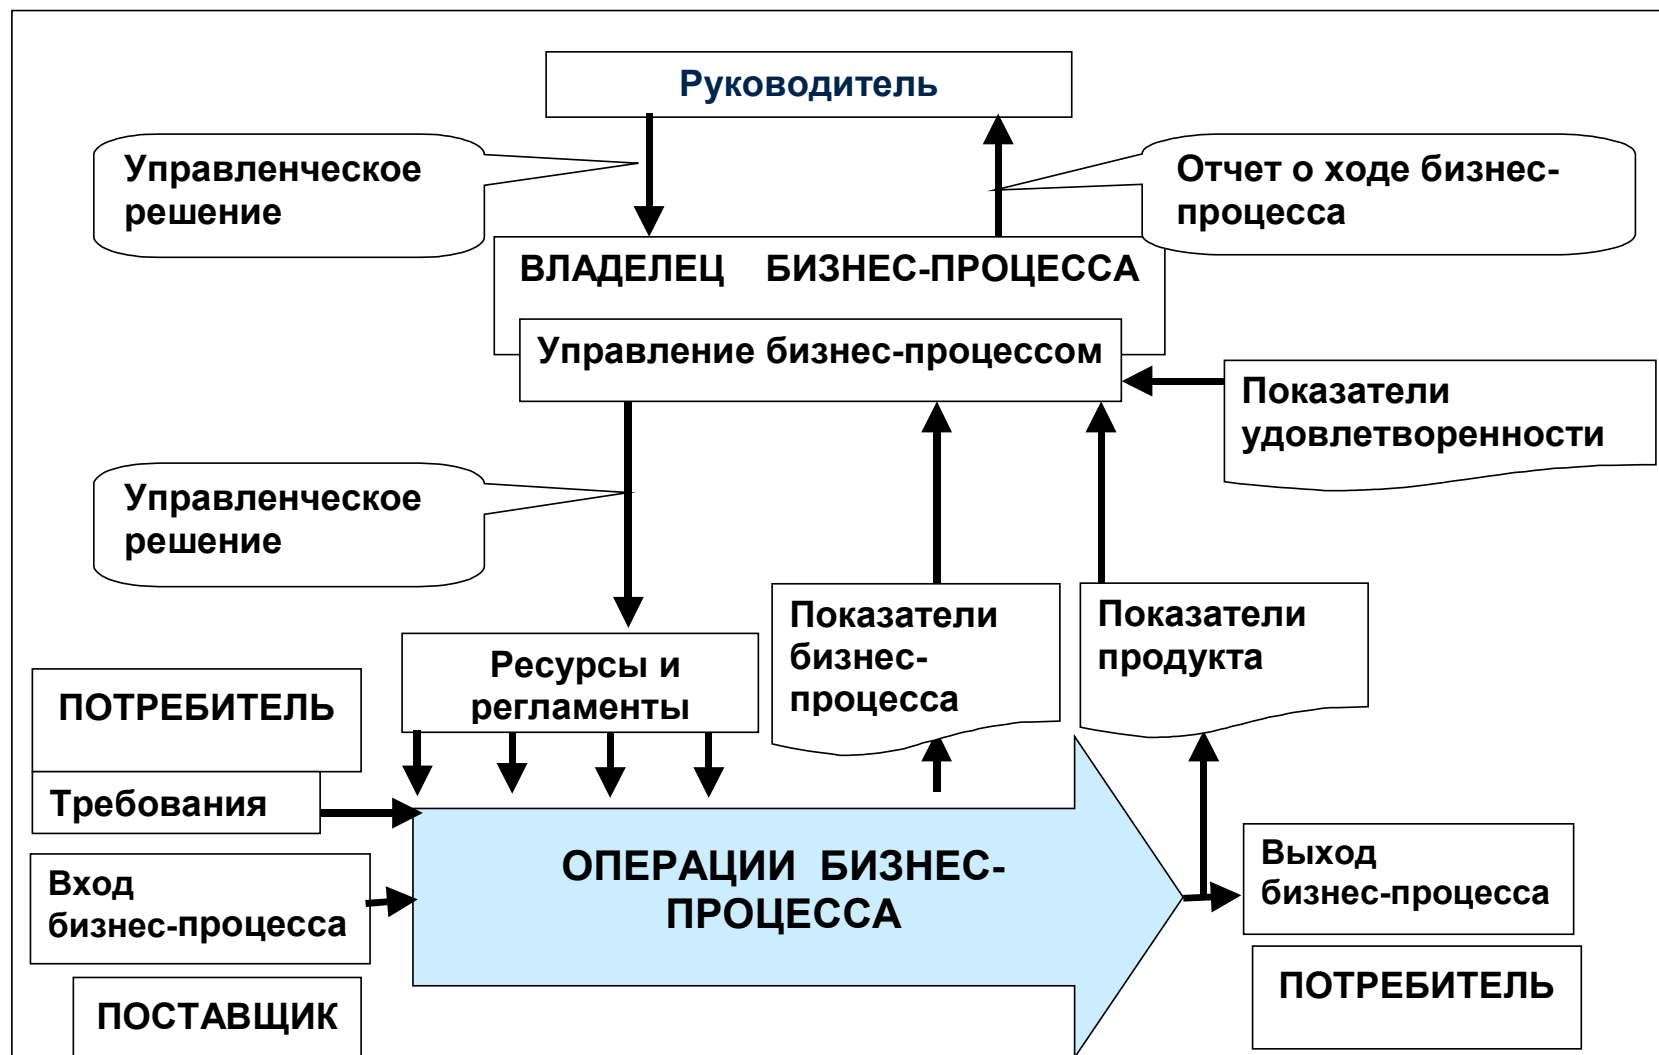 Руководитель
Управленческое
решение
Отчет о ходе бизнес-
процесса
ВЛАДЕЛЕЦ БИЗНЕС-ПРОЦЕССА
Управление бизнес-процессом
Показатели
удовлетворенности
Управленческое
решение
Показатели
бизнес-
процесса
Показатели
продукта
Ресурсы и
регламенты
ПОТРЕБИТЕЛЬ
Требования
Вход
бизнес-процесса
ПОСТАВЩИК
ОПЕРАЦИИ БИЗНЕС-
ПРОЦЕССА
Выход
бизнес-процесса
ПОТРЕБИТЕЛЬ